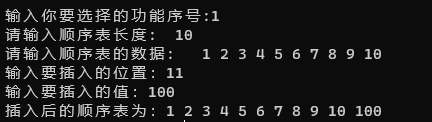 输入你要选择的功能序号:1
请输入顺序表长度: 10
请输入顺序表的数据: 1 2 3 4 5 6 7 8 9 10
输入要插入的位置: 11
输入要插入的值: 100
插入后的顺序表为: 1 2 3 4 5 6 7 8 9 10 100